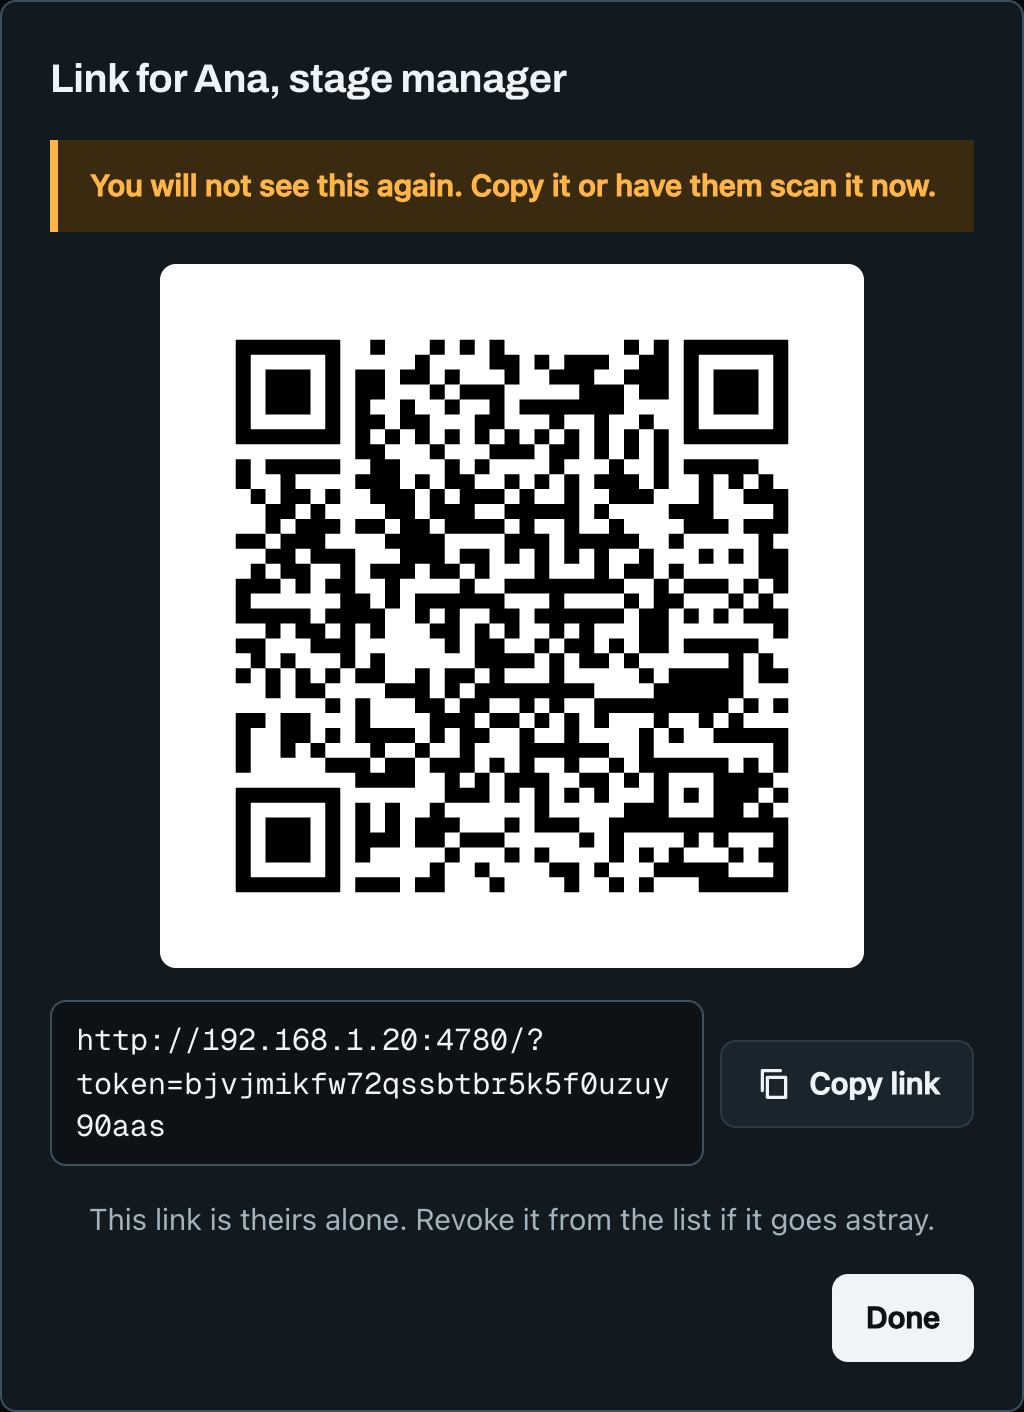 Link for Ana, stage manager
You will not see this again. Copy it or have them scan it now.
http://192.168.1.20:4780/?
token=bjvjmikfw72qssbtbr5k5f0uzuy
90aas
Copy link
This link is theirs alone. Revoke it from the list if it goes astray.
Done